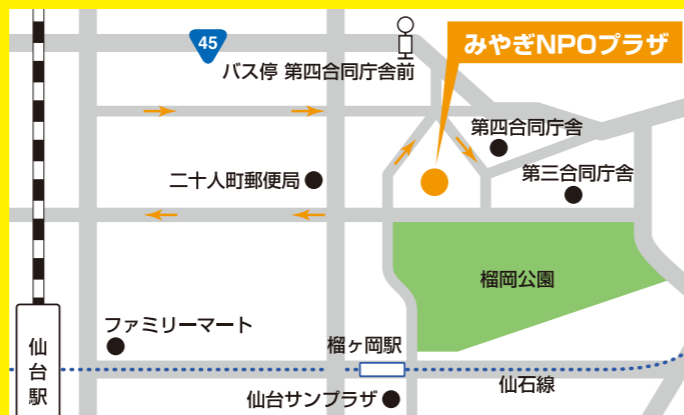 45
みやぎNPOプラザ
バス停 第四合同庁舎前
第四合同庁舎
二十人町郵便局
第三合同庁舎
榴岡公園
ファミリーマート
榴ヶ岡駅
仙台駅
仙石線
仙台サンプラザ